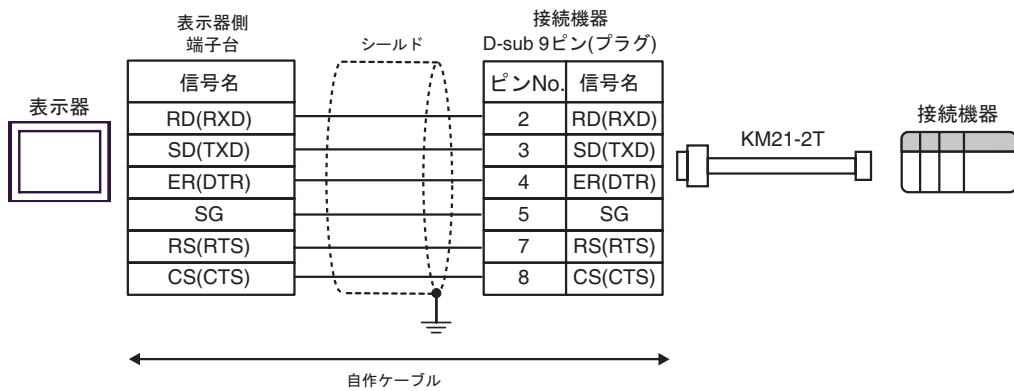 表示器側
端子台
シールド
接続機器
D-sub 9ピン(プラグ)
信号名
ピンNo.
信号名
表示器
RD(RXD)
2
RD(RXD)
KM21-2T
接続機器
SD(TXD)
3
SD(TXD)
ER(DTR)
4
ER(DTR)
SG
5
SG
RS(RTS)
7
RS(RTS)
CS(CTS)
8
CS(CTS)
自作ケーブル